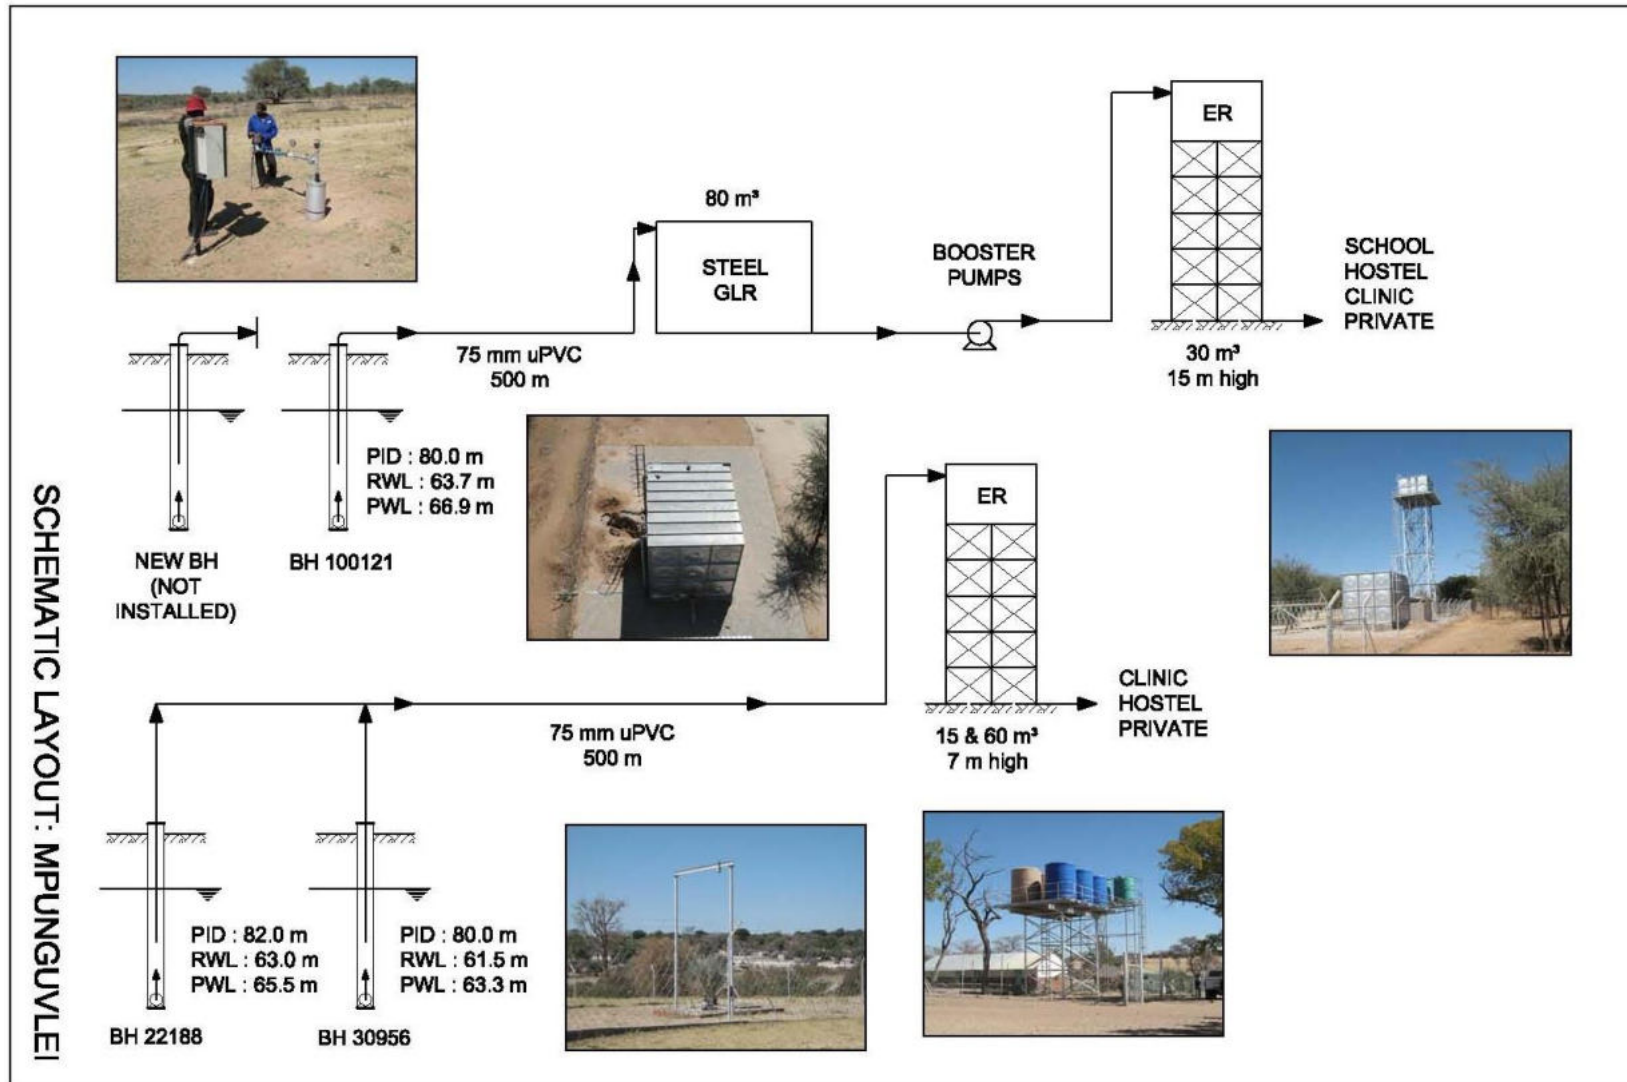 SCHEMATIC LAYOUT: MPUNGUVLEI
80 m³
STEEL
GLR
BOOSTER
PUMPS
ER
SCHOOL
HOSTEL
CLINIC
PRIVATE
30 m³
15 m high
75 mm uPVC
500 m
NEW BH
(NOT
INSTALLED)
PID : 80.0 m
RWL : 63.7 m
PWL : 66.9 m
BH 100121
ER
CLINIC
HOSTEL
PRIVATE
15 & 60 m³
7 m high
75 mm uPVC
500 m
PID : 82.0 m
RWL : 63.0 m
PWL : 65.5 m
BH 22188
PID : 80.0 m
RWL : 61.5 m
PWL : 63.3 m
BH 30956